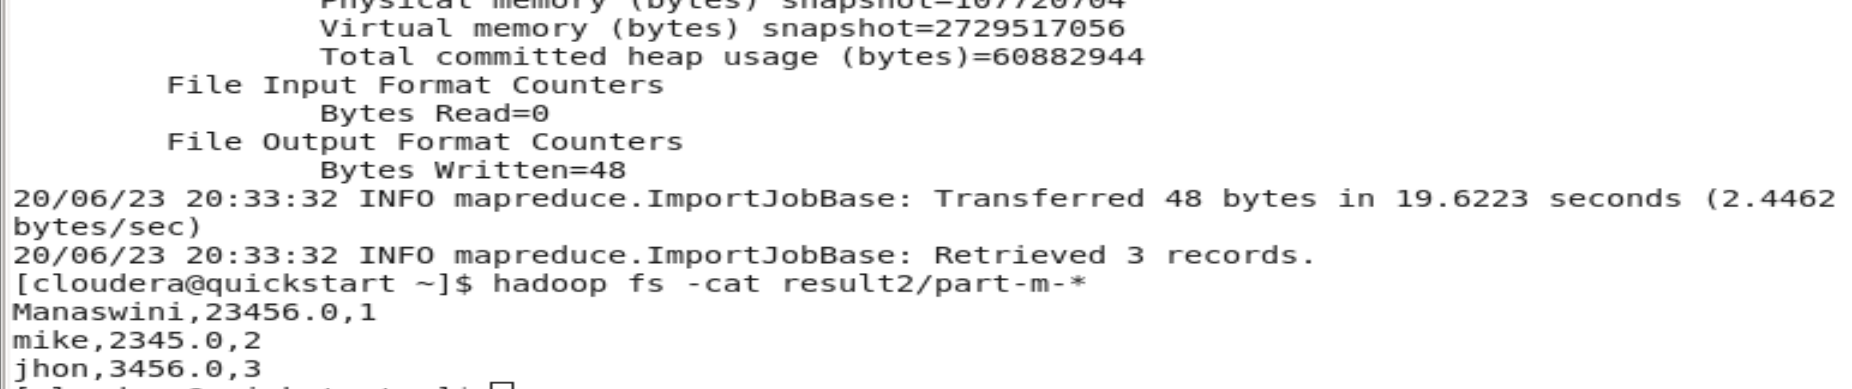 Physical memory (bytes) snapshot=107720704
Virtual memory (bytes) snapshot=2729517056
Total committed heap usage (bytes)=60882944
File Input Format Counters
Bytes Read=0
File Output Format Counters
Bytes Written=48
20/06/23 20:33:32 INFO mapreduce.ImportJobBase: Transferred 48 bytes in 19.6223 seconds (2.4462
bytes/sec)
20/06/23 20:33:32 INFO mapreduce.ImportJobBase: Retrieved 3 records.
[cloudera@quickstart ~]$ hadoop fs -cat result2/part-m-*
Manaswini,23456.0,1
mike,2345.0,2
jhon,3456.0,3